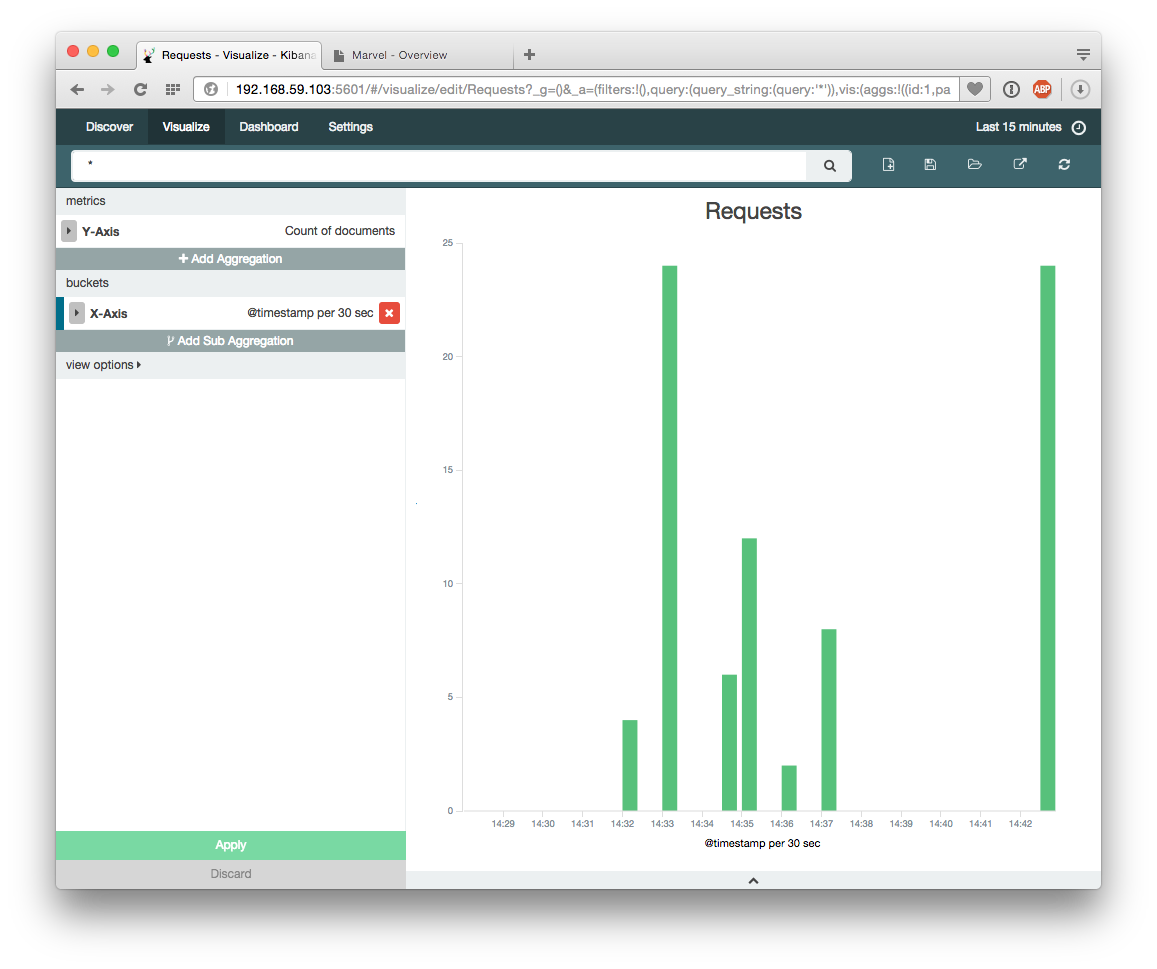 Requests - Visualize - Kibana
Marvel - Overview
192.168.59.103:5601/#/visualize/edit/Requests?_g=()&_a=(filters:!(),query:(query_string:(query:'*')),vis:(aggs:!((id:1,pa
ABP
Discover Visualize Dashboard Settings Last 15 minutes
*
metrics
Y-Axis Count of documents
Add Aggregation
buckets
X-Axis @timestamp per 30 sec
Add Sub Aggregation
view options
Apply
Discard
Requests
25
20
15
10
5
0
14:29 14:30 14:31 14:32 14:33 14:34 14:35 14:36 14:37 14:38 14:39 14:40 14:41 14:42
@timestamp per 30 sec